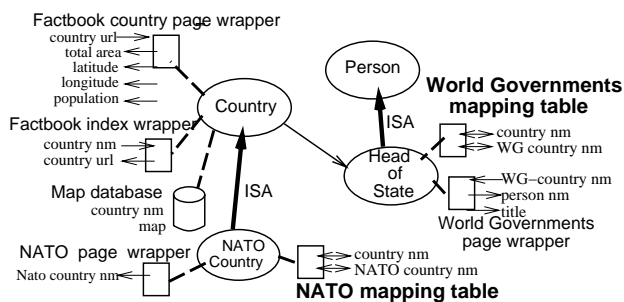 Factbook country page wrapper
country url
total area
latitude
longitude
population
Country
Factbook index wrapper
country nm
country url
Map database
country nm
map
ISA
NATO page wrapper
Nato country nm
NATO
Country
country nm
NATO country nm
NATO mapping table
Person
ISA
Head
of
State
World Governments
mapping table
country nm
WG country nm
WG-country nm
person nm
title
World Governments
page wrapper